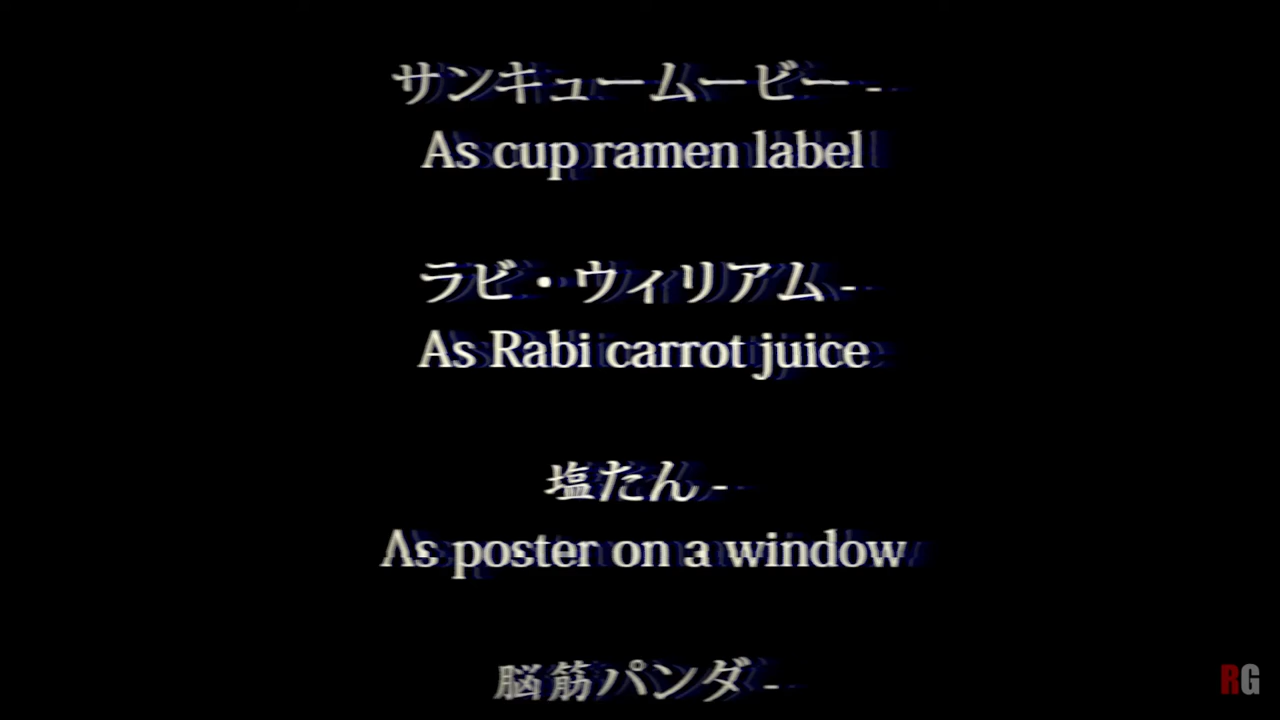 サンキュームービー -
As cup ramen label
ラビ・ウィリアム -
As Rabi carrot juice
塩たん -
As poster on a window
脳筋パンダ -
RG